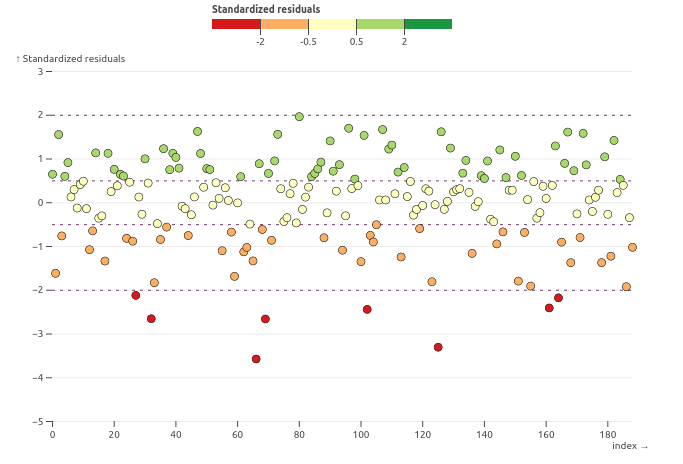 Standardized residuals
-2 -0.5 0.5 2
↑ Standardized residuals
3
2
1
0
−1
−2
−3
−4
−5
0 20 40 60 80 100 120 140 160 180
index →